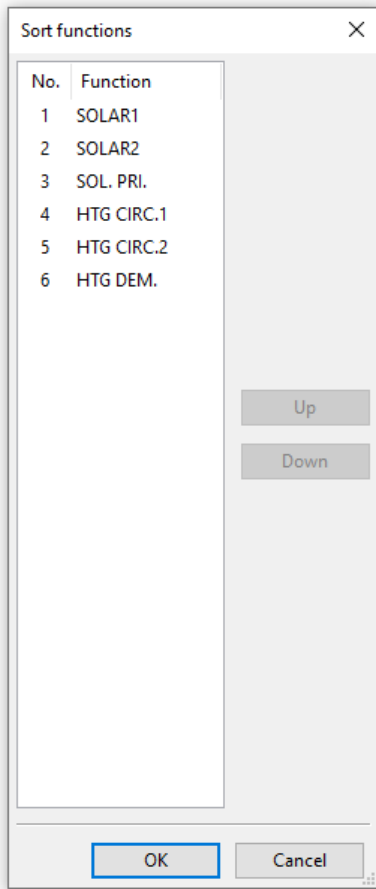 Sort functions
No. Function
1 SOLAR1
2 SOLAR2
3 SOL. PRI.
4 HTG CIRC.1
5 HTG CIRC.2
6 HTG DEM.
Up
Down
OK Cancel